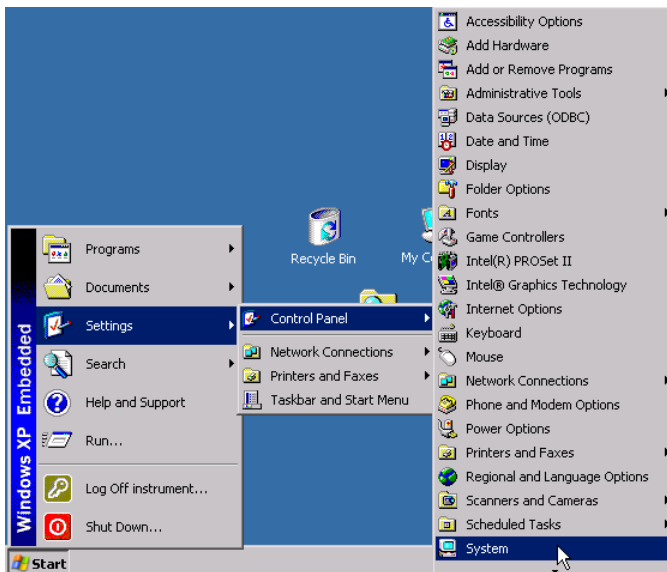 Recycle Bin
My C
Windows XP Embedded
Programs
Documents
Settings
Search
Help and Support
Run...
Log Off instrument...
Shut Down...
Start
Control Panel
Network Connections
Printers and Faxes
Taskbar and Start Menu
Accessibility Options
Add Hardware
Add or Remove Programs
Administrative Tools
Data Sources (ODBC)
Date and Time
Display
Folder Options
Fonts
Game Controllers
Intel(R) PROSet II
Intel® Graphics Technology
Internet Options
Keyboard
Mouse
Network Connections
Phone and Modem Options
Power Options
Printers and Faxes
Regional and Language Options
Scanners and Cameras
Scheduled Tasks
System